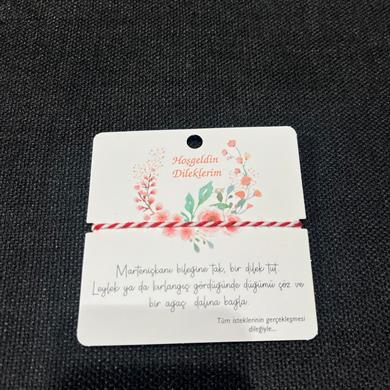 Hoşgeldin
Dileklerim
Marteniçkanı bileğine tak, bir dilek tut.
Leylek ya da kırlangıç gördüğünde düğümü çöz ve
bir ağaç dalına bağla.
Tüm isteklerinin gerçekleşmesi
dileğiyle...